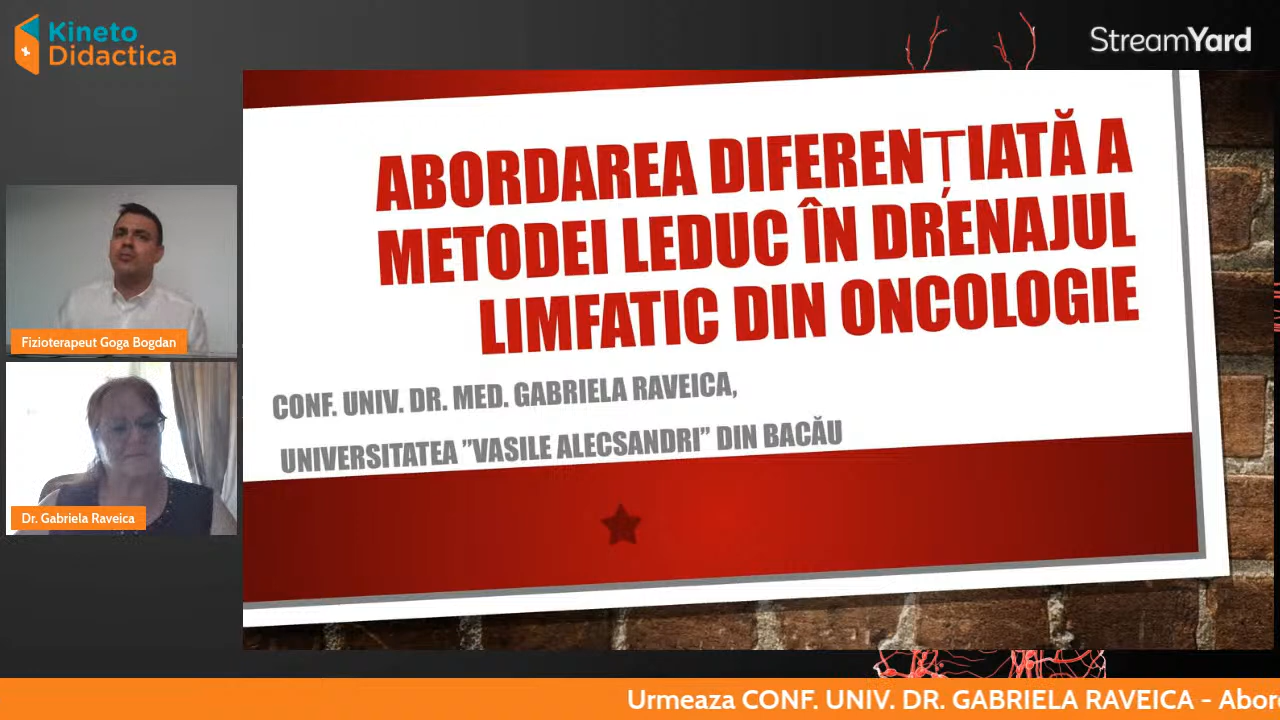 Kineto
Didactica
StreamYard
ABORDAREA DIFERENȚIATĂ A
METODEI LEDUC ÎN DRENAJUL
LIMFATIC DIN ONCOLOGIE
CONF. UNIV. DR. MED. GABRIELA RAVEICA,
UNIVERSITATEA ”VASILE ALECSANDRI” DIN BACĂU
Fizioterapeut Goga Bogdan
Dr. Gabriela Raveica
Urmeaza CONF. UNIV. DR. GABRIELA RAVEICA - Abor